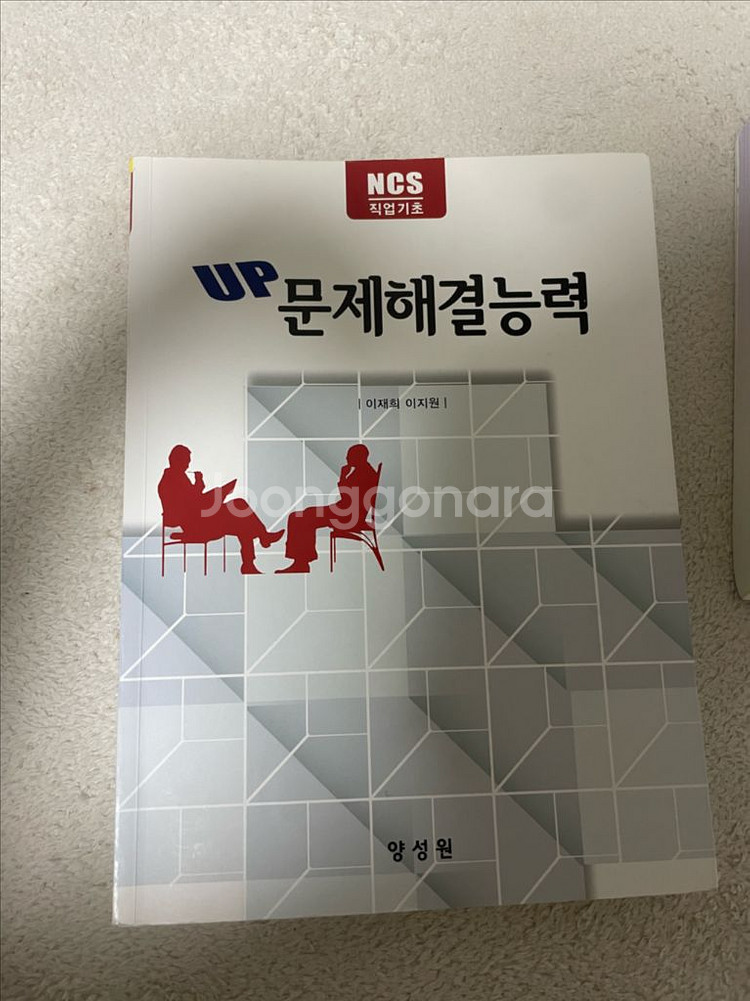 NCS
직업기초
UP 문제해결능력
| 이재희 이지원 |
Joonggonara
양성원